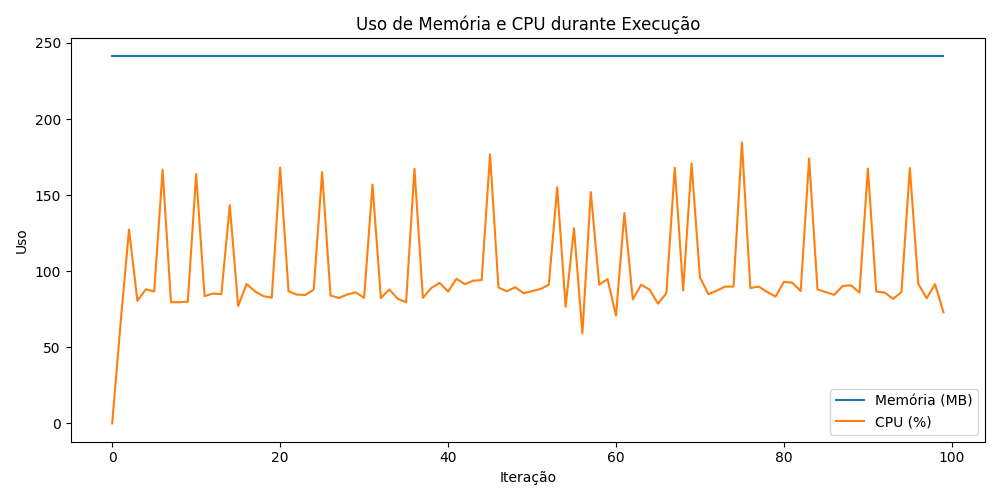 Uso de Memória e CPU durante Execução
250
200
150
100
50
0
Uso
0 20 40 60 80 100
Iteração
Memória (MB)
CPU (%)